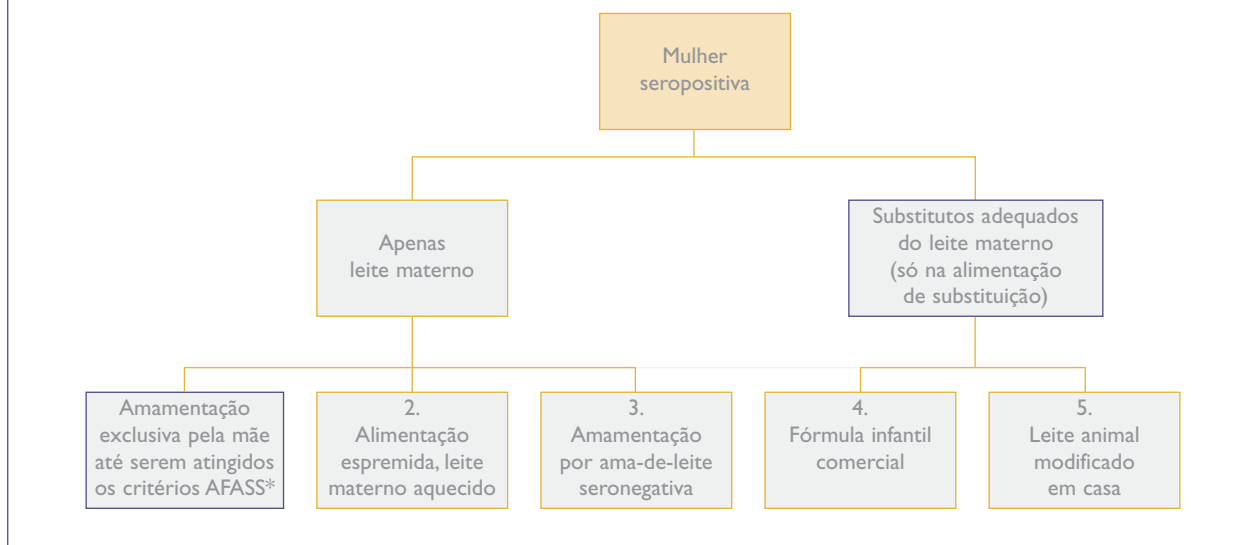 Mulher
seropositiva
Apenas
leite materno
Substitutos adequados
do leite materno
(só na alimentação
de substituição)
Amamentação
exclusiva pela mãe
até serem atingidos
os critérios AFASS*
2.
Alimentação
espremida, leite
materno aquecido
3.
Amamentação
por ama-de-leite
seronegativa
4.
Fórmula infantil
comercial
5.
Leite animal
modificado
em casa